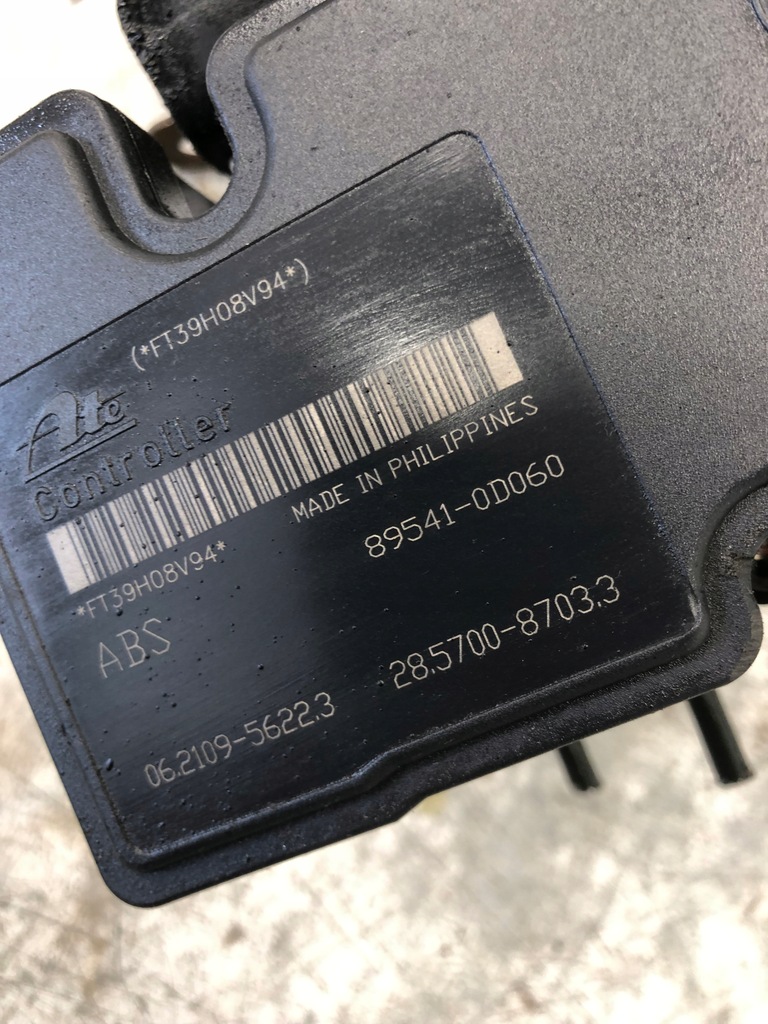 (*FT39H08V94*)
Ate
Controller
MADE IN PHILIPPINES
*FT39H08V94*
89541-0D060
ABS
28.5700-8703.3
06.2109-5622.3